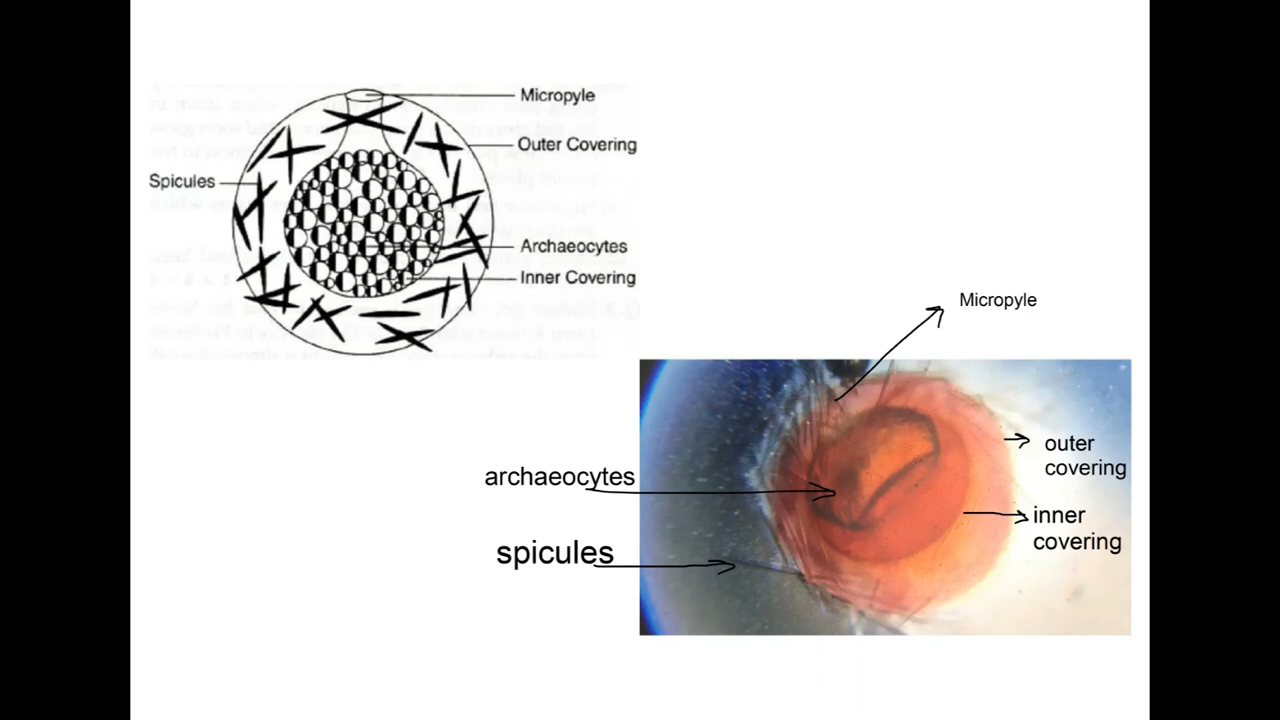 Micropyle
Outer Covering
Spicules
Archaeocytes
Inner Covering
Micropyle
outer
covering
archaeocytes
inner
covering
spicules